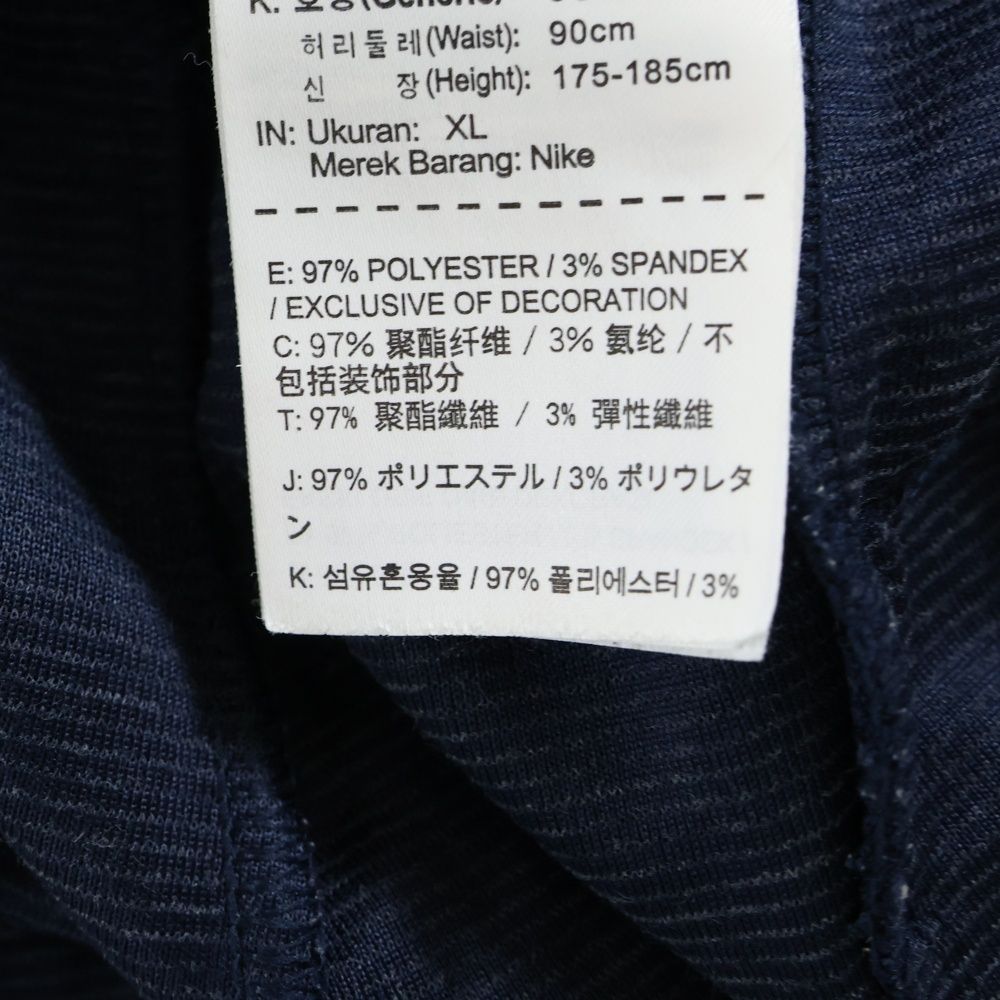 K: 호칭(Generic)
허리둘레(Waist): 90cm
신 장(Height): 175-185cm
IN: Ukuran: XL
Merek Barang: Nike
E: 97% POLYESTER / 3% SPANDEX
/ EXCLUSIVE OF DECORATION
C: 97% 聚酯纤维 / 3% 氨纶 / 不
包括装饰部分
T: 97% 聚酯纖維 / 3% 彈性纖維
J: 97% ポリエステル / 3% ポリウレタ
ン
K: 섬유혼용율 / 97% 폴리에스터 / 3%